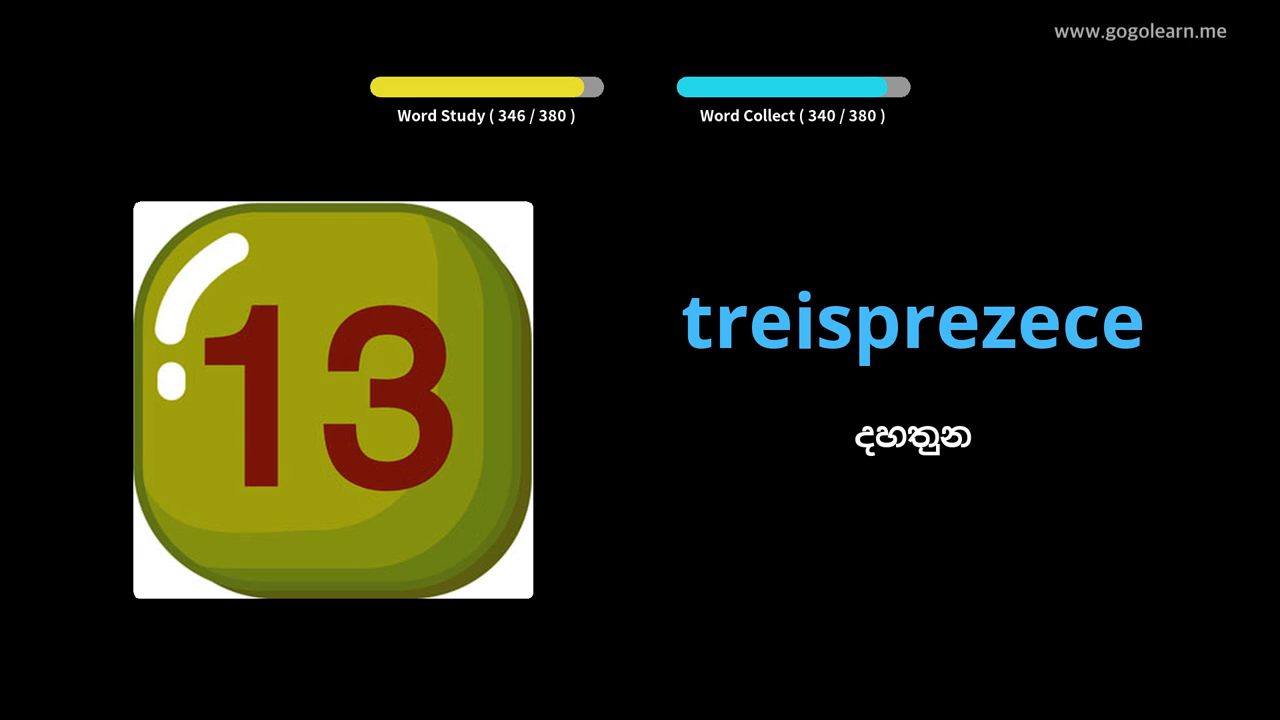 www.gogolearn.me
Word Study ( 346 / 380 )
Word Collect ( 340 / 380 )
13
treisprezece
දහතුන